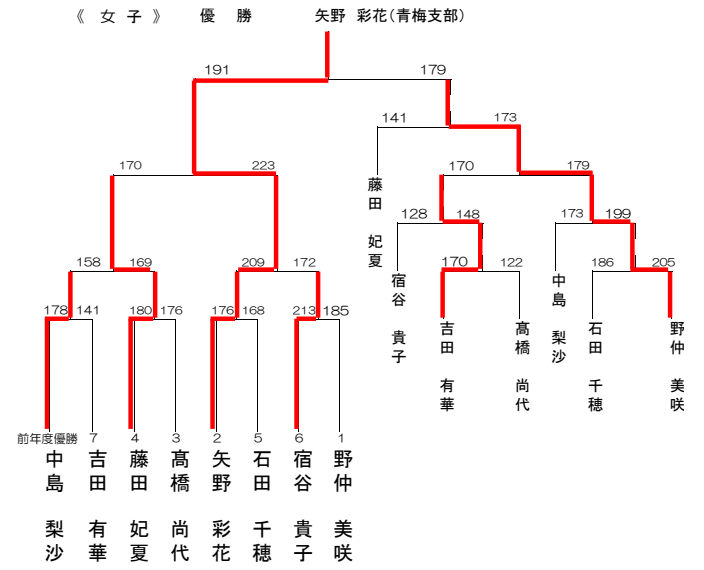 《 女 子 》 優 勝 矢野 彩花(青梅支部)
191 179
141 173
170 223 170 179
藤田 妃夏
128 148 173 199
158 169 209 172 170 122 186 205
宿谷 貴子
中島 梨沙
178 141 180 176 176 168 213 185
吉田 有華
髙橋 尚代
石田 千穂
野仲 美咲
前年度優勝 7 4 3 2 5 6 1
中島 梨沙
吉田 有華
藤田 妃夏
髙橋 尚代
矢野 彩花
石田 千穂
宿谷 貴子
野仲 美咲